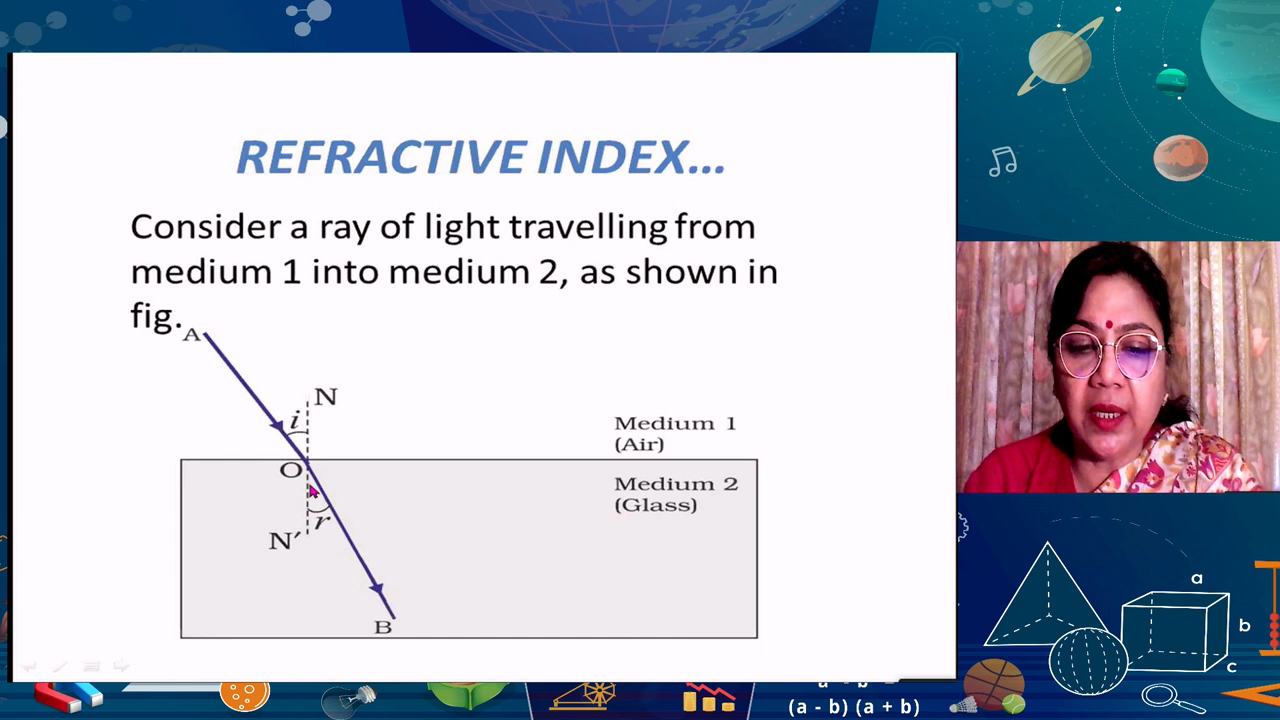 REFRACTIVE INDEX...
Consider a ray of light travelling from
medium 1 into medium 2, as shown in
fig.
A
N
i
Medium 1
(Air)
O
Medium 2
(Glass)
r
N′
B
a
b
c
(a - b) (a + b)